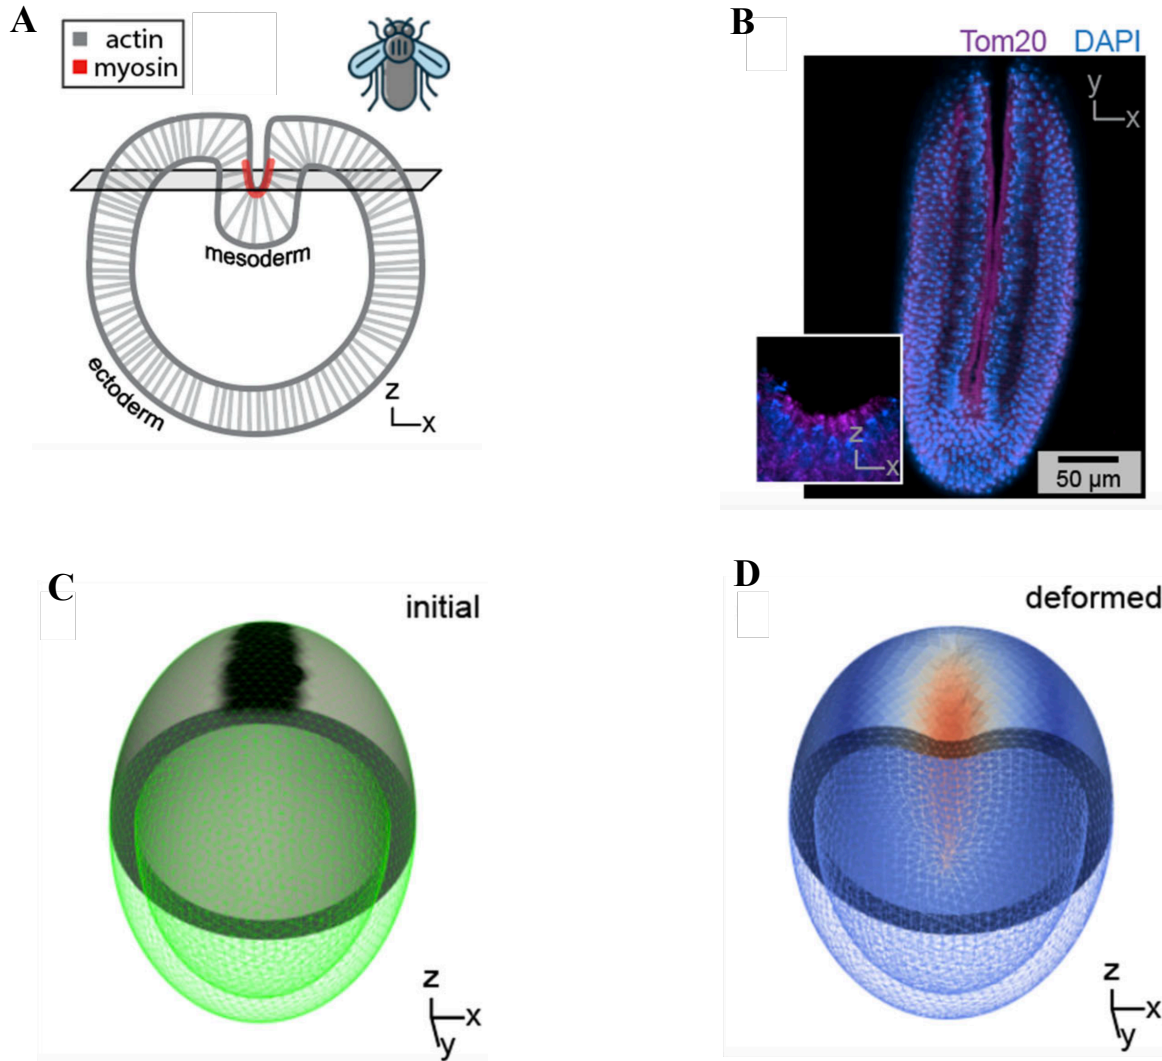 A
actin
myosin
mesoderm
ectoderm
z
x
B
Tom20 DAPI
y
x
z
x
50 µm
C
initial
z
x
y
D
deformed
z
x
y